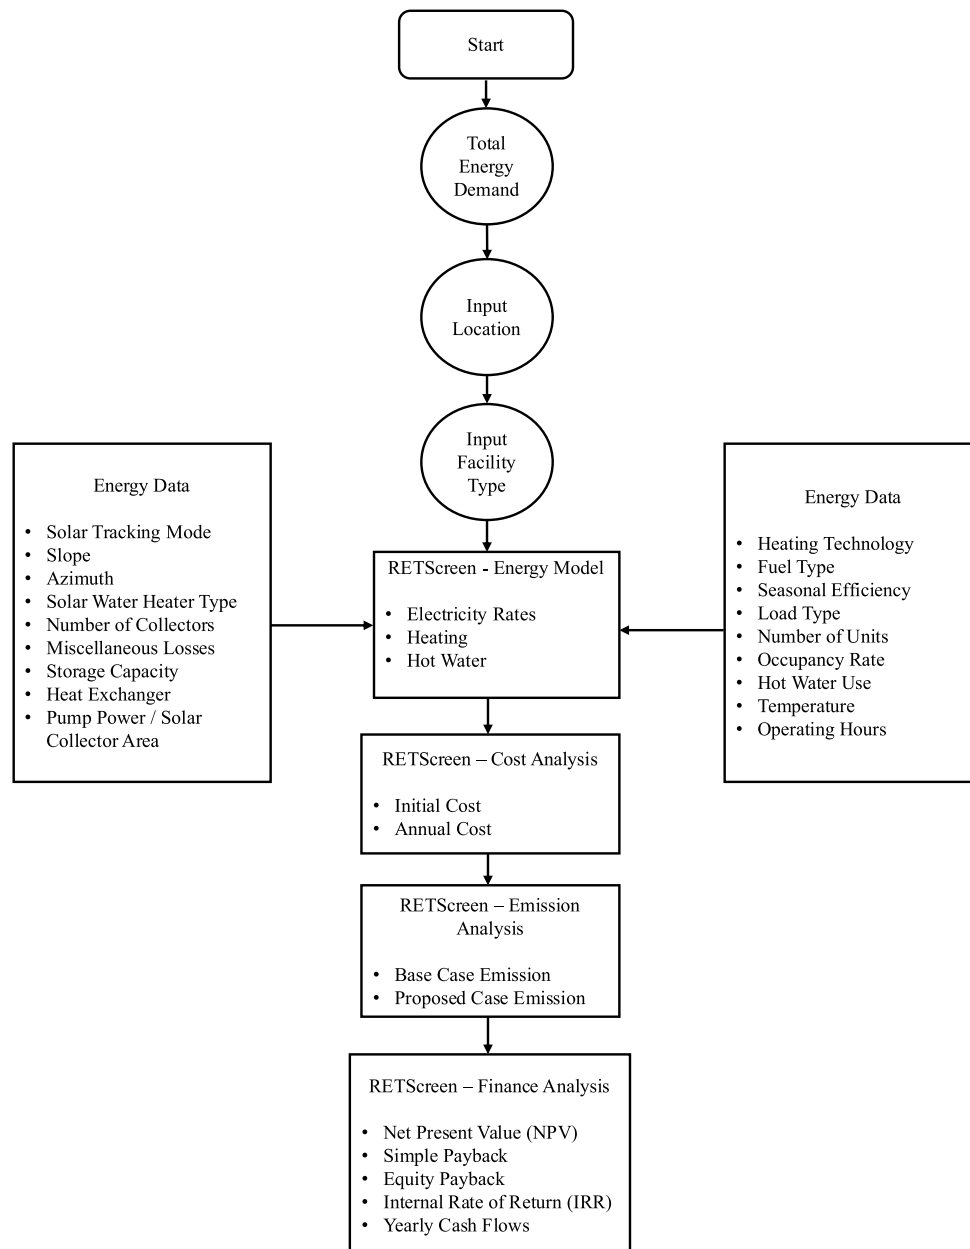 Start
Total
Energy
Demand
Input
Location
Input
Facility
Type
Energy Data
• Solar Tracking Mode
• Slope
• Azimuth
• Solar Water Heater Type
• Number of Collectors
• Miscellaneous Losses
• Storage Capacity
• Heat Exchanger
• Pump Power / Solar
Collector Area
RETScreen - Energy Model
• Electricity Rates
• Heating
• Hot Water
Energy Data
• Heating Technology
• Fuel Type
• Seasonal Efficiency
• Load Type
• Number of Units
• Occupancy Rate
• Hot Water Use
• Temperature
• Operating Hours
RETScreen – Cost Analysis
• Initial Cost
• Annual Cost
RETScreen – Emission
Analysis
• Base Case Emission
• Proposed Case Emission
RETScreen – Finance Analysis
• Net Present Value (NPV)
• Simple Payback
• Equity Payback
• Internal Rate of Return (IRR)
• Yearly Cash Flows